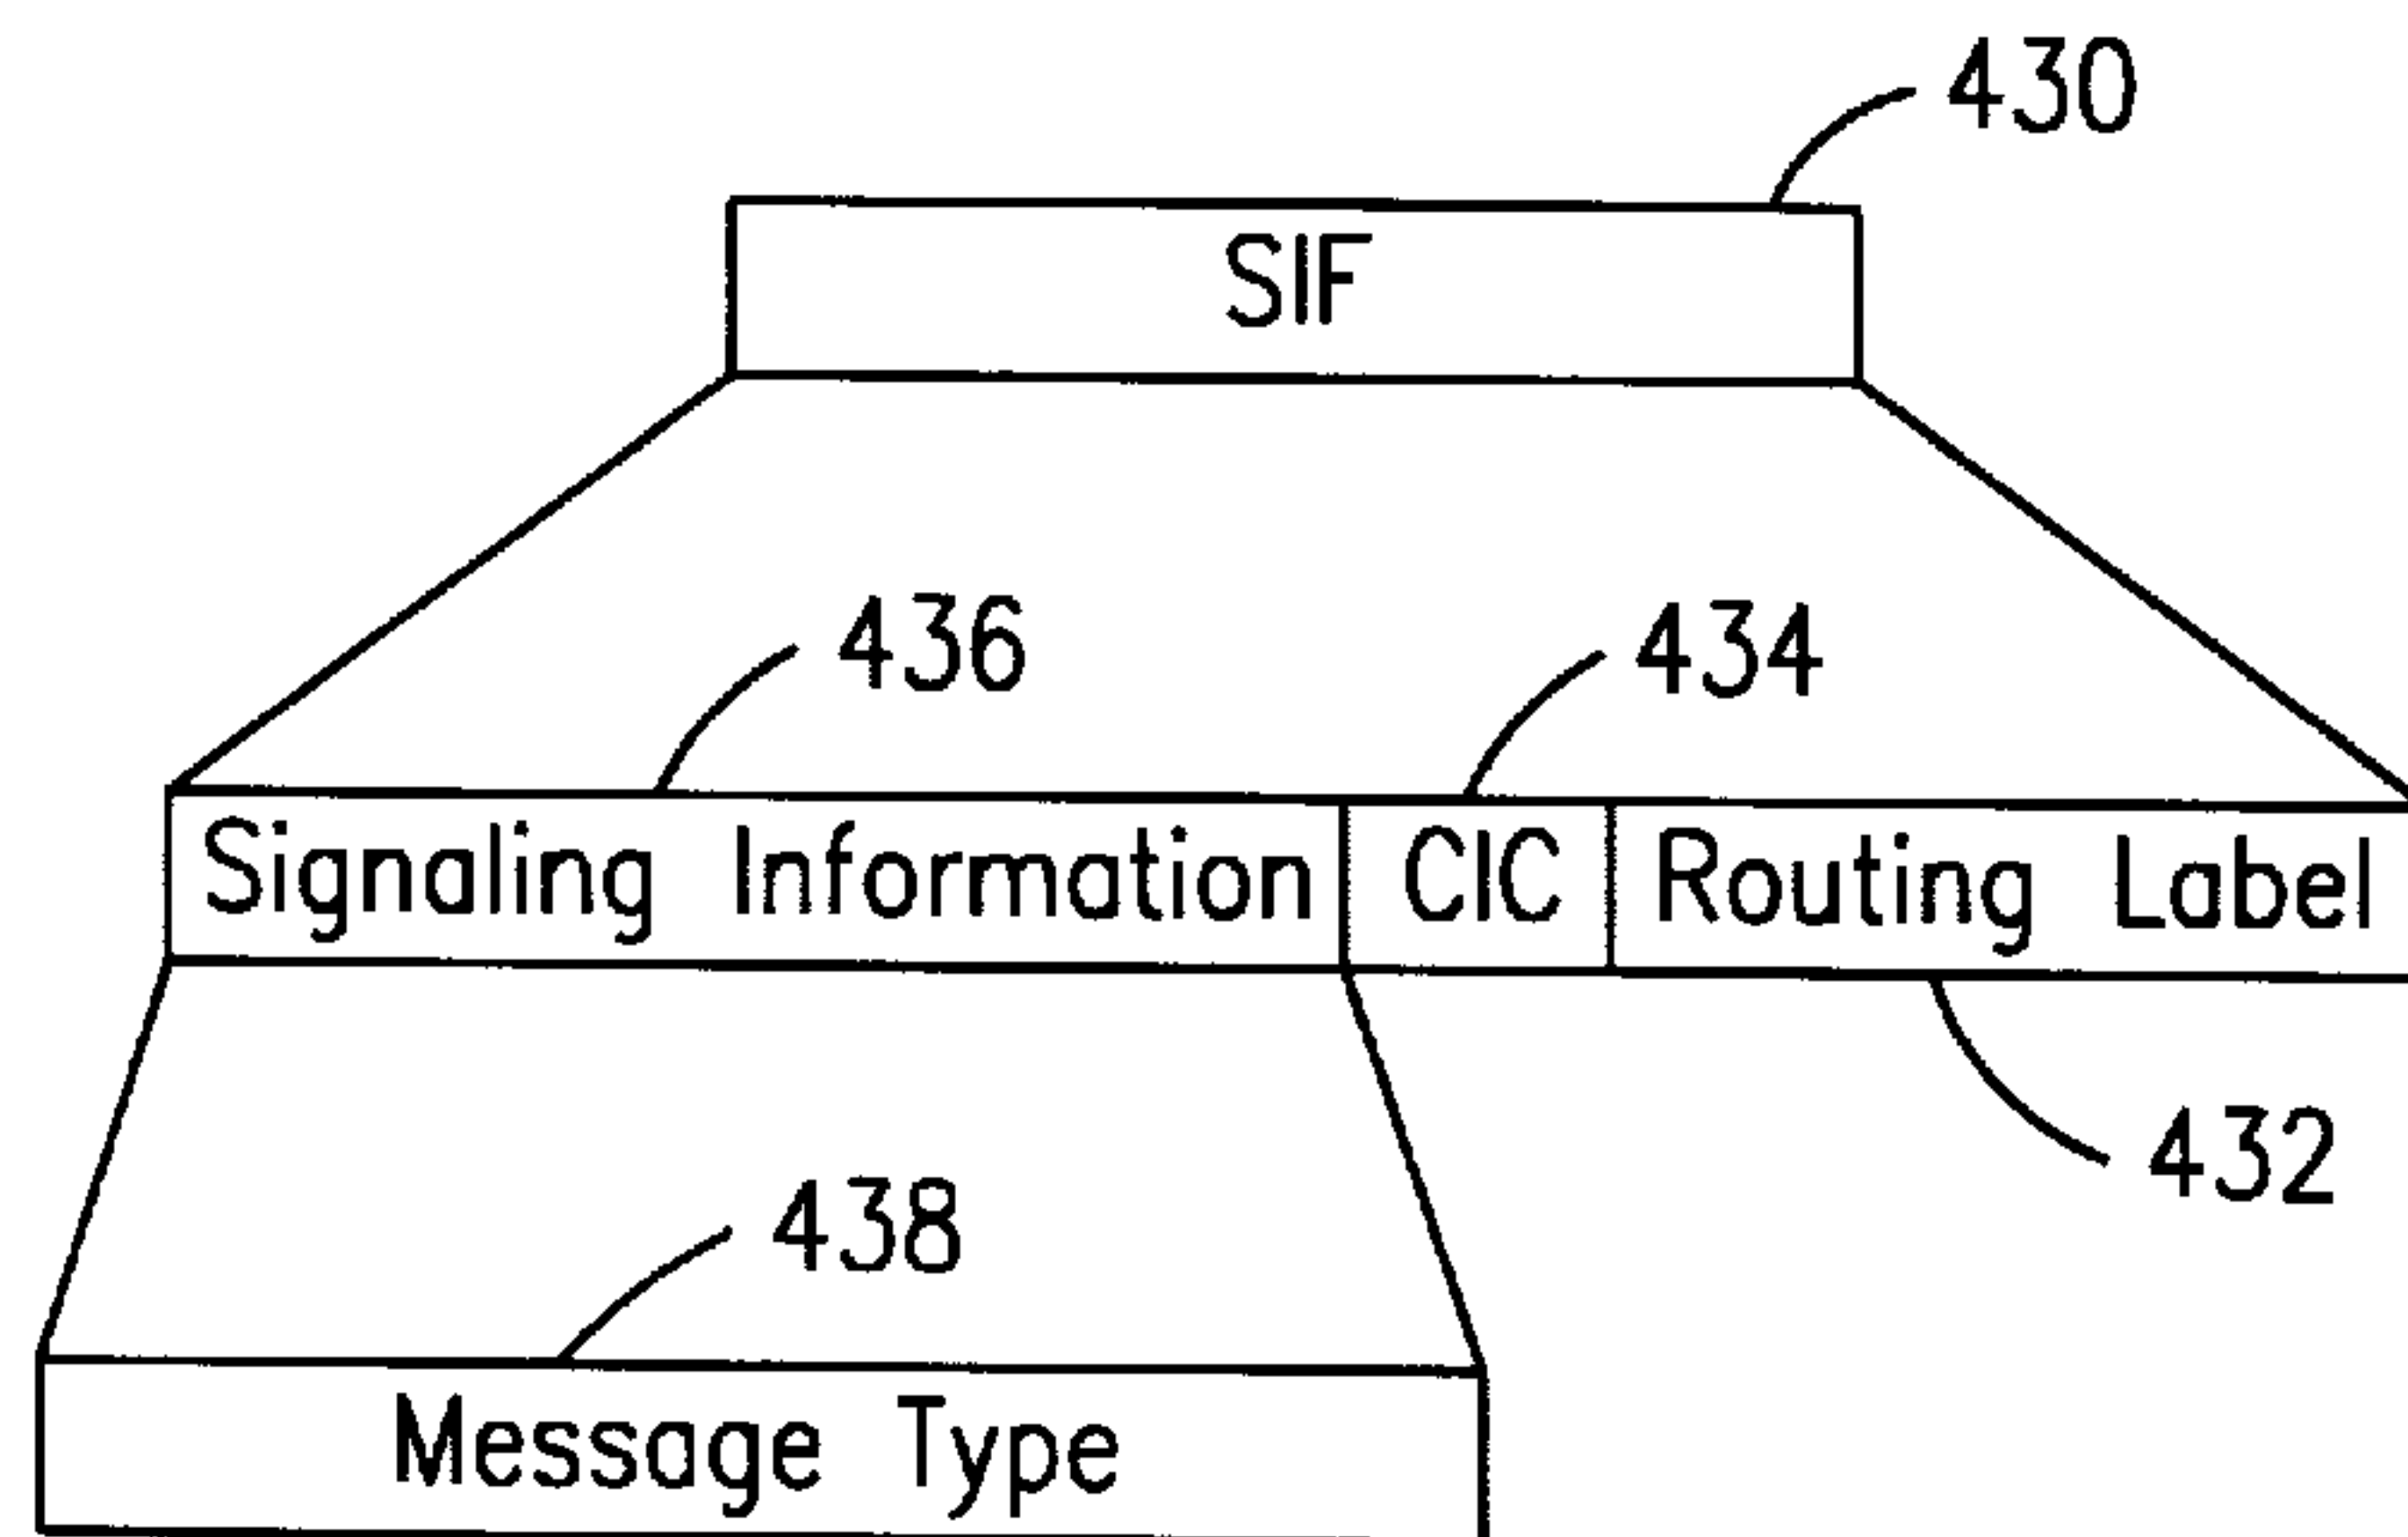 430
SIF
436
434
Signaling Information
CIC
Routing Label
432
438
Message Type